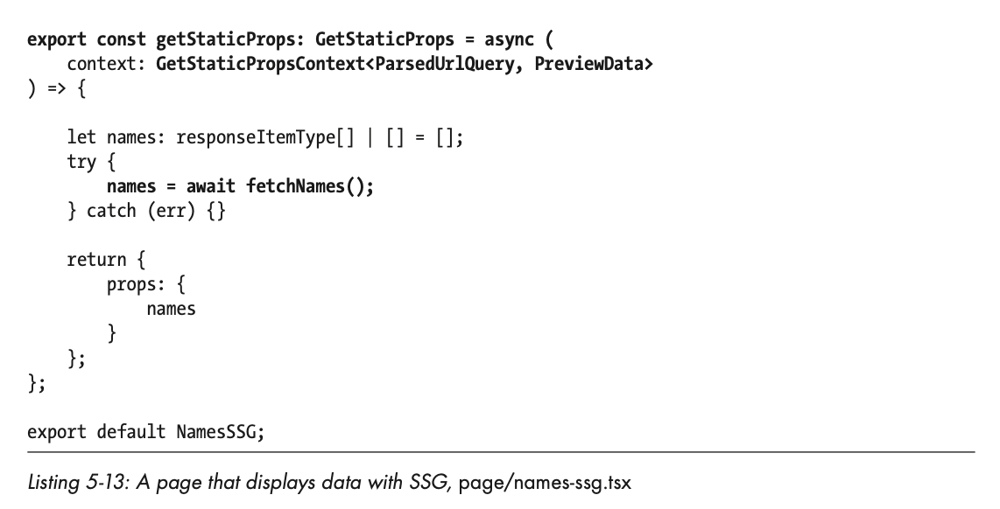 export const getStaticProps: GetStaticProps = async (
    context: GetStaticPropsContext<ParsedUrlQuery, PreviewData>
) => {

    let names: responseItemType[] | [] = [];
    try {
        names = await fetchNames();
    } catch (err) {}

    return {
        props: {
            names
        }
    };
};

export default NamesSSG;
Listing 5-13: A page that displays data with SSG, page/names-ssg.tsx